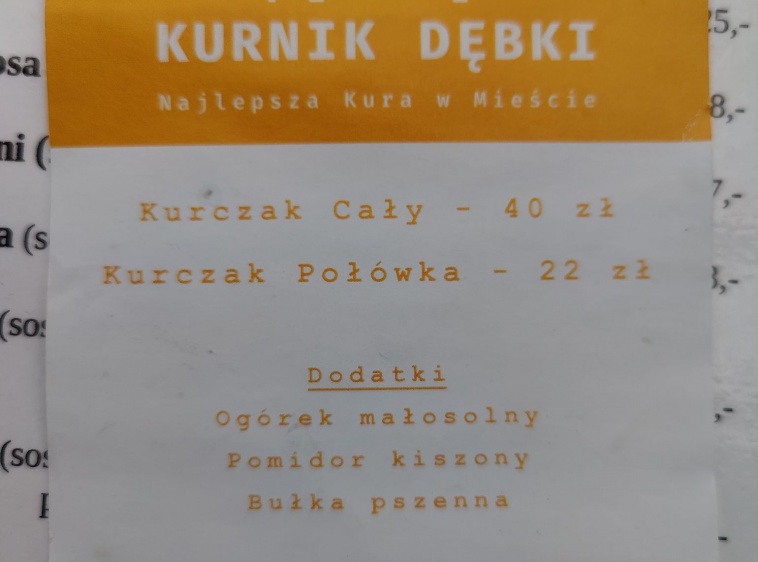 KURNIK DĘBKI
Najlepsza Kura w Mieście
Kurczak Cały - 40 zł
Kurczak Połówka - 22 zł
Dodatki
Ogórek małosolny
Pomidor kiszony
Bułka pszenna